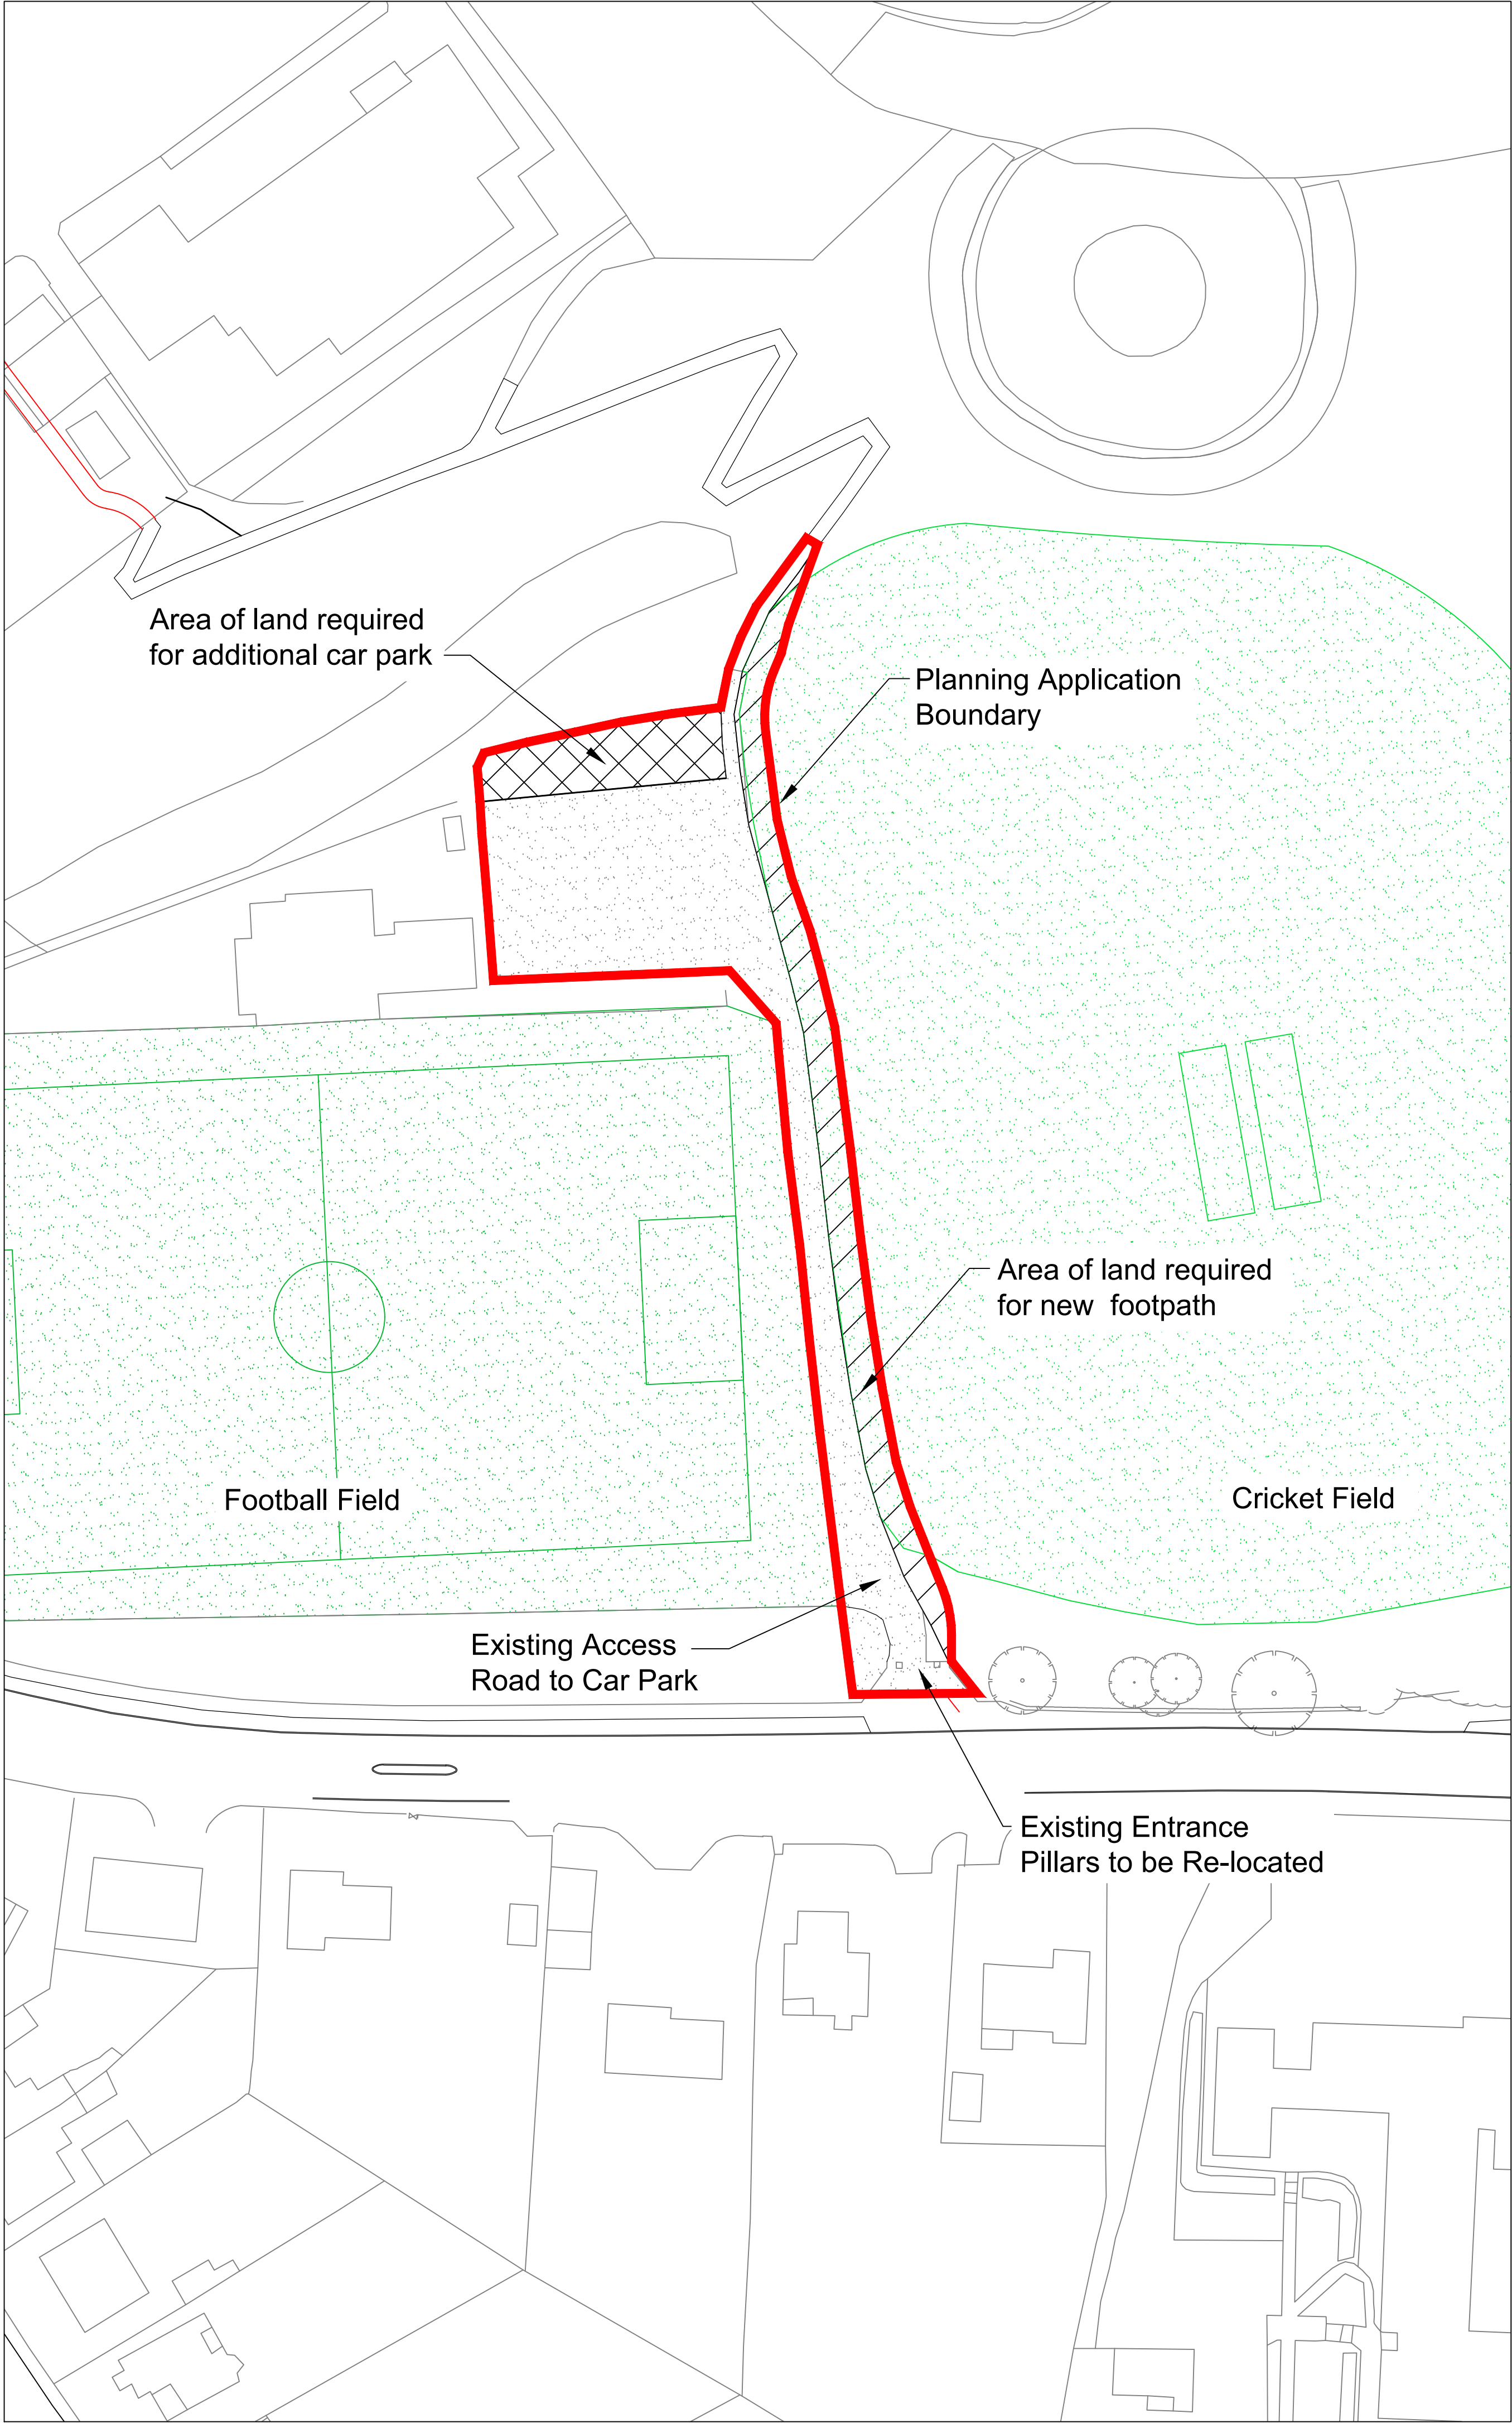 Area of land required
for additional car park
Planning Application
Boundary
Area of land required
for new  footpath
Football Field
Cricket Field
Existing Access
Road to Car Park
Existing Entrance
Pillars to be Re-located